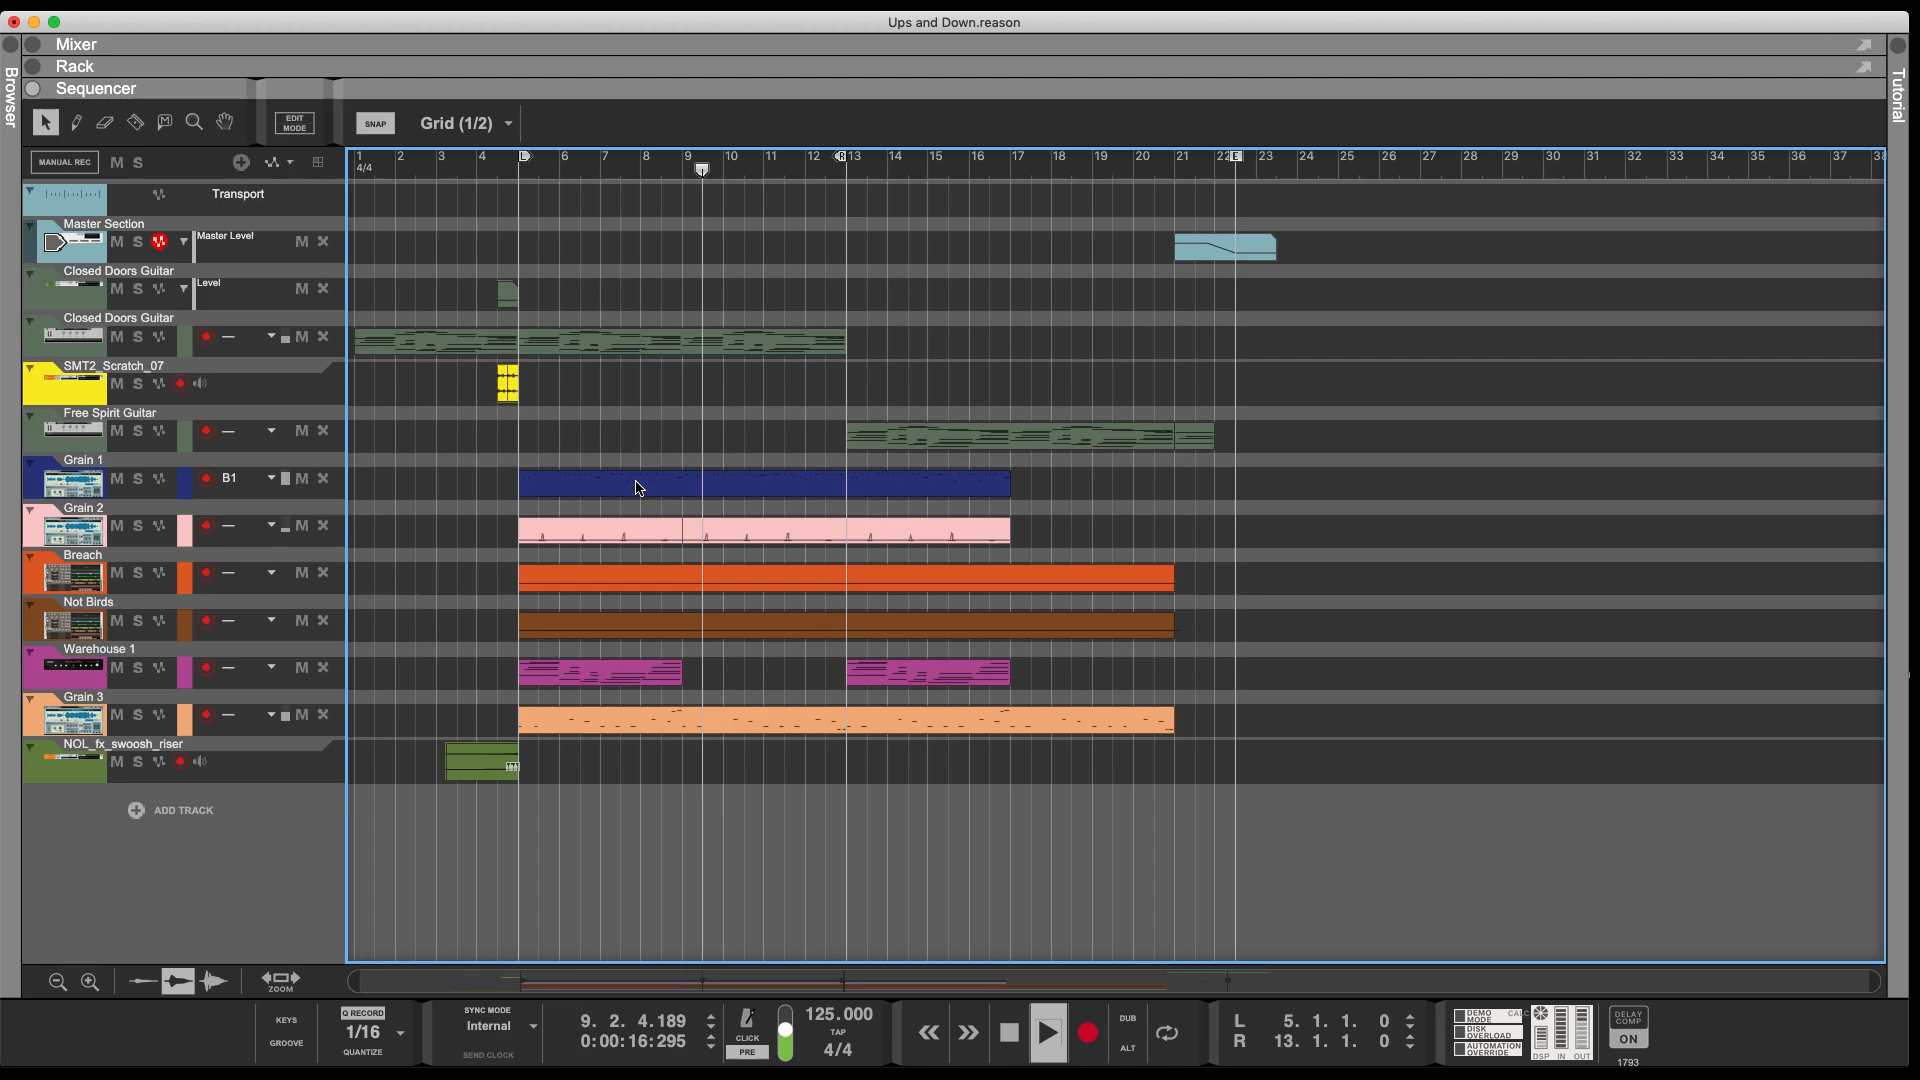 Ups and Down.reason
Mixer
Rack
Sequencer
Browser
Tutorial
EDIT MODE
SNAP
Grid (1/2)
MANUAL REC
M S
1 2 3 4 L 6 7 8 9 10 11 12 R 13 14 15 16 17 18 19 20 21 22 E 23 24 25 26 27 28 29 30 31 32 33 34 35 36 37 38
4/4
Transport
Master Section
M S Master Level M
Closed Doors Guitar
M S Level M
Closed Doors Guitar
M S — M
SMT2_Scratch_07
M S
Free Spirit Guitar
M S — M
Grain 1
M S B1 M
Grain 2
M S — M
Breach
M S — M
Not Birds
M S — M
Warehouse 1
M S — M
Grain 3
M S — M
NOL_fx_swoosh_riser
M S
ADD TRACK
ZOOM
KEYS
GROOVE
Q RECORD
1/16
QUANTIZE
SYNC MODE
Internal
SEND CLOCK
9. 2. 4.189
0:00:16:295
CLICK
PRE
125.000
TAP
4/4
DUB
ALT
L 5. 1. 1. 0
R 13. 1. 1. 0
DEMO MODE
CALC
DISK OVERLOAD
AUTOMATION OVERRIDE
DSP IN OUT
DELAY COMP
ON
1793